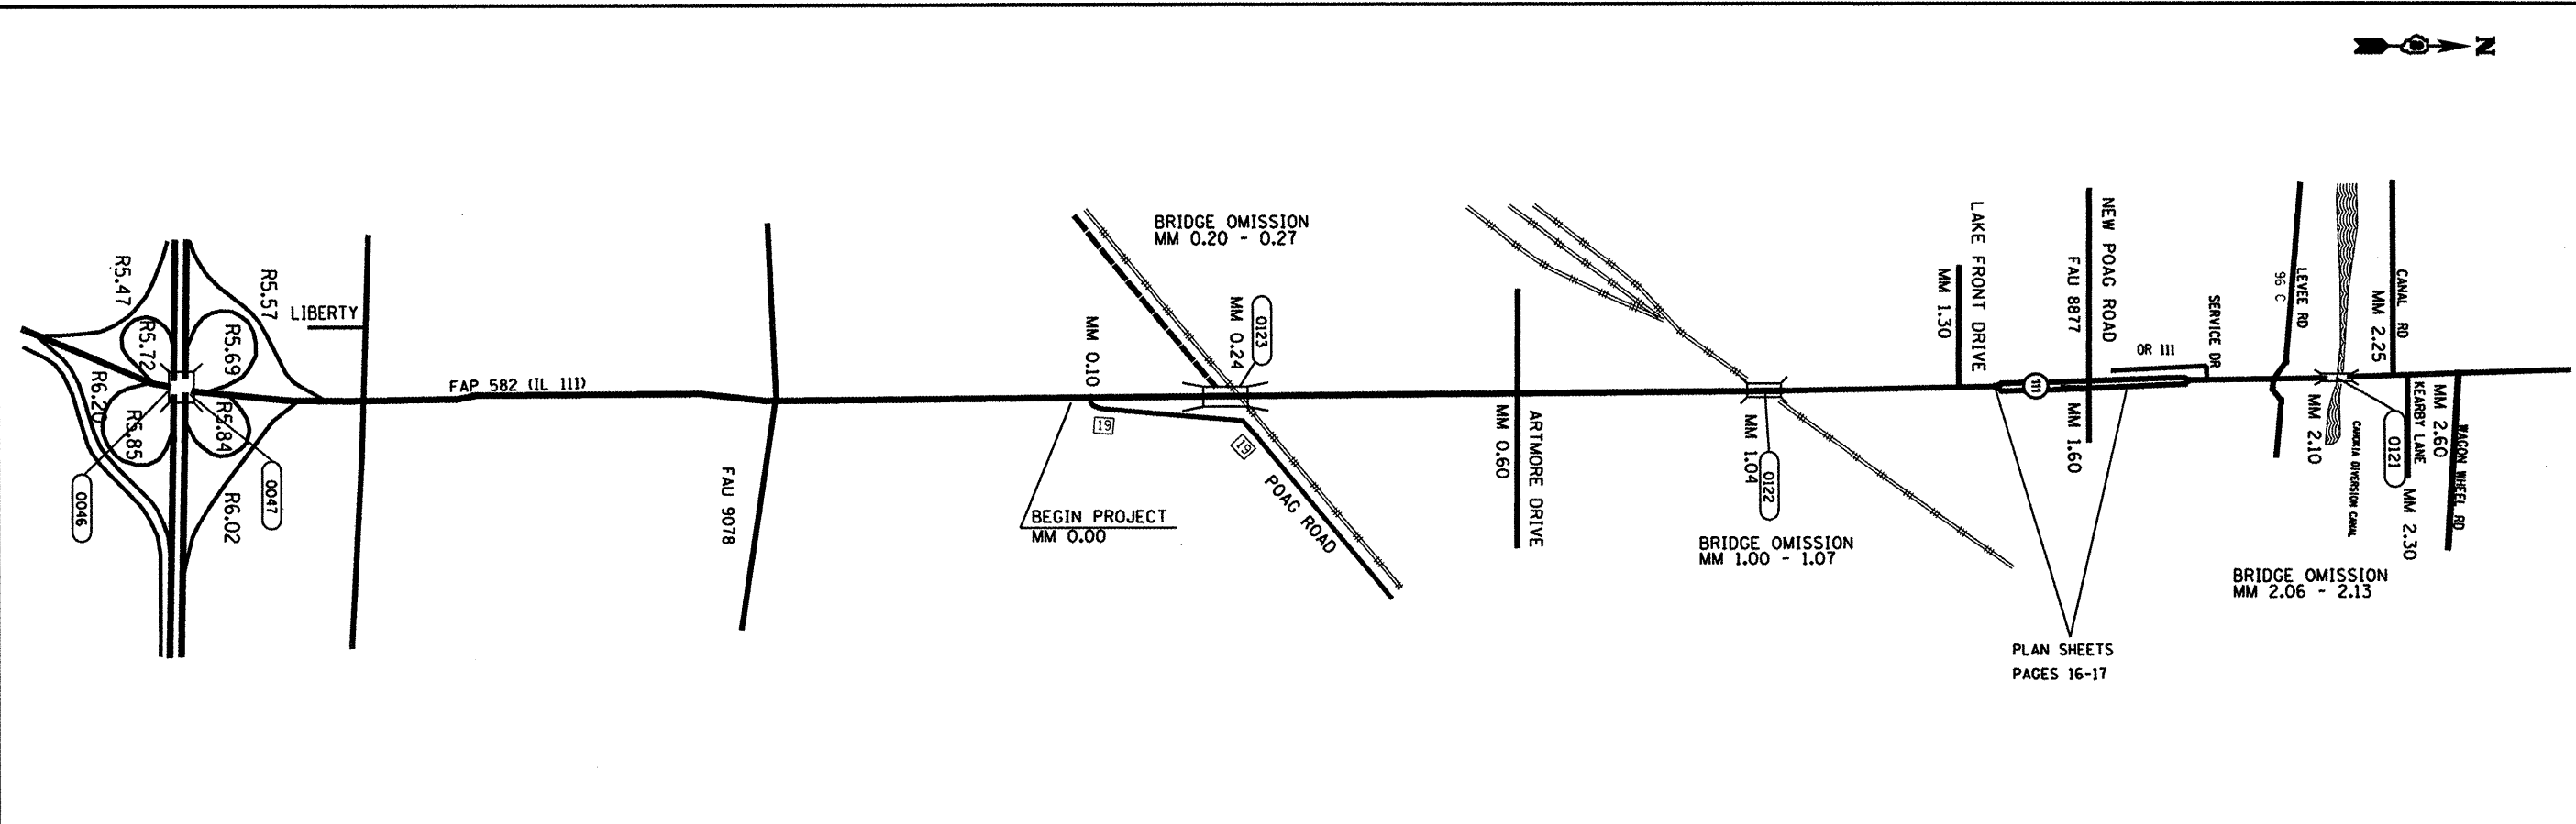 N
R5.47
R5.57
LIBERTY
R5.72
R5.69
R6.20
R5.85
R5.84
R6.02
0046
0047
FAP 582 (IL 111)
FAU 9078
BEGIN PROJECT
MM 0.00
MM 0.10
19
19
POAG ROAD
BRIDGE OMISSION
MM 0.20 - 0.27
0123
MM 0.24
ARTMORE DRIVE
MM 0.60
0122
MM 1.04
BRIDGE OMISSION
MM 1.00 - 1.07
LAKE FRONT DRIVE
MM 1.30
111
NEW POAG ROAD
FAU 8877
MM 1.60
PLAN SHEETS
PAGES 16-17
OR 111
SERVICE DR
LEVEE RD
96 C
MM 2.10
CAHOKIA DIVERSION CANAL
0121
CANAL RD
MM 2.25
KEARBY LANE
MM 2.30
MM 2.60
WAGON WHEEL RD
BRIDGE OMISSION
MM 2.06 - 2.13